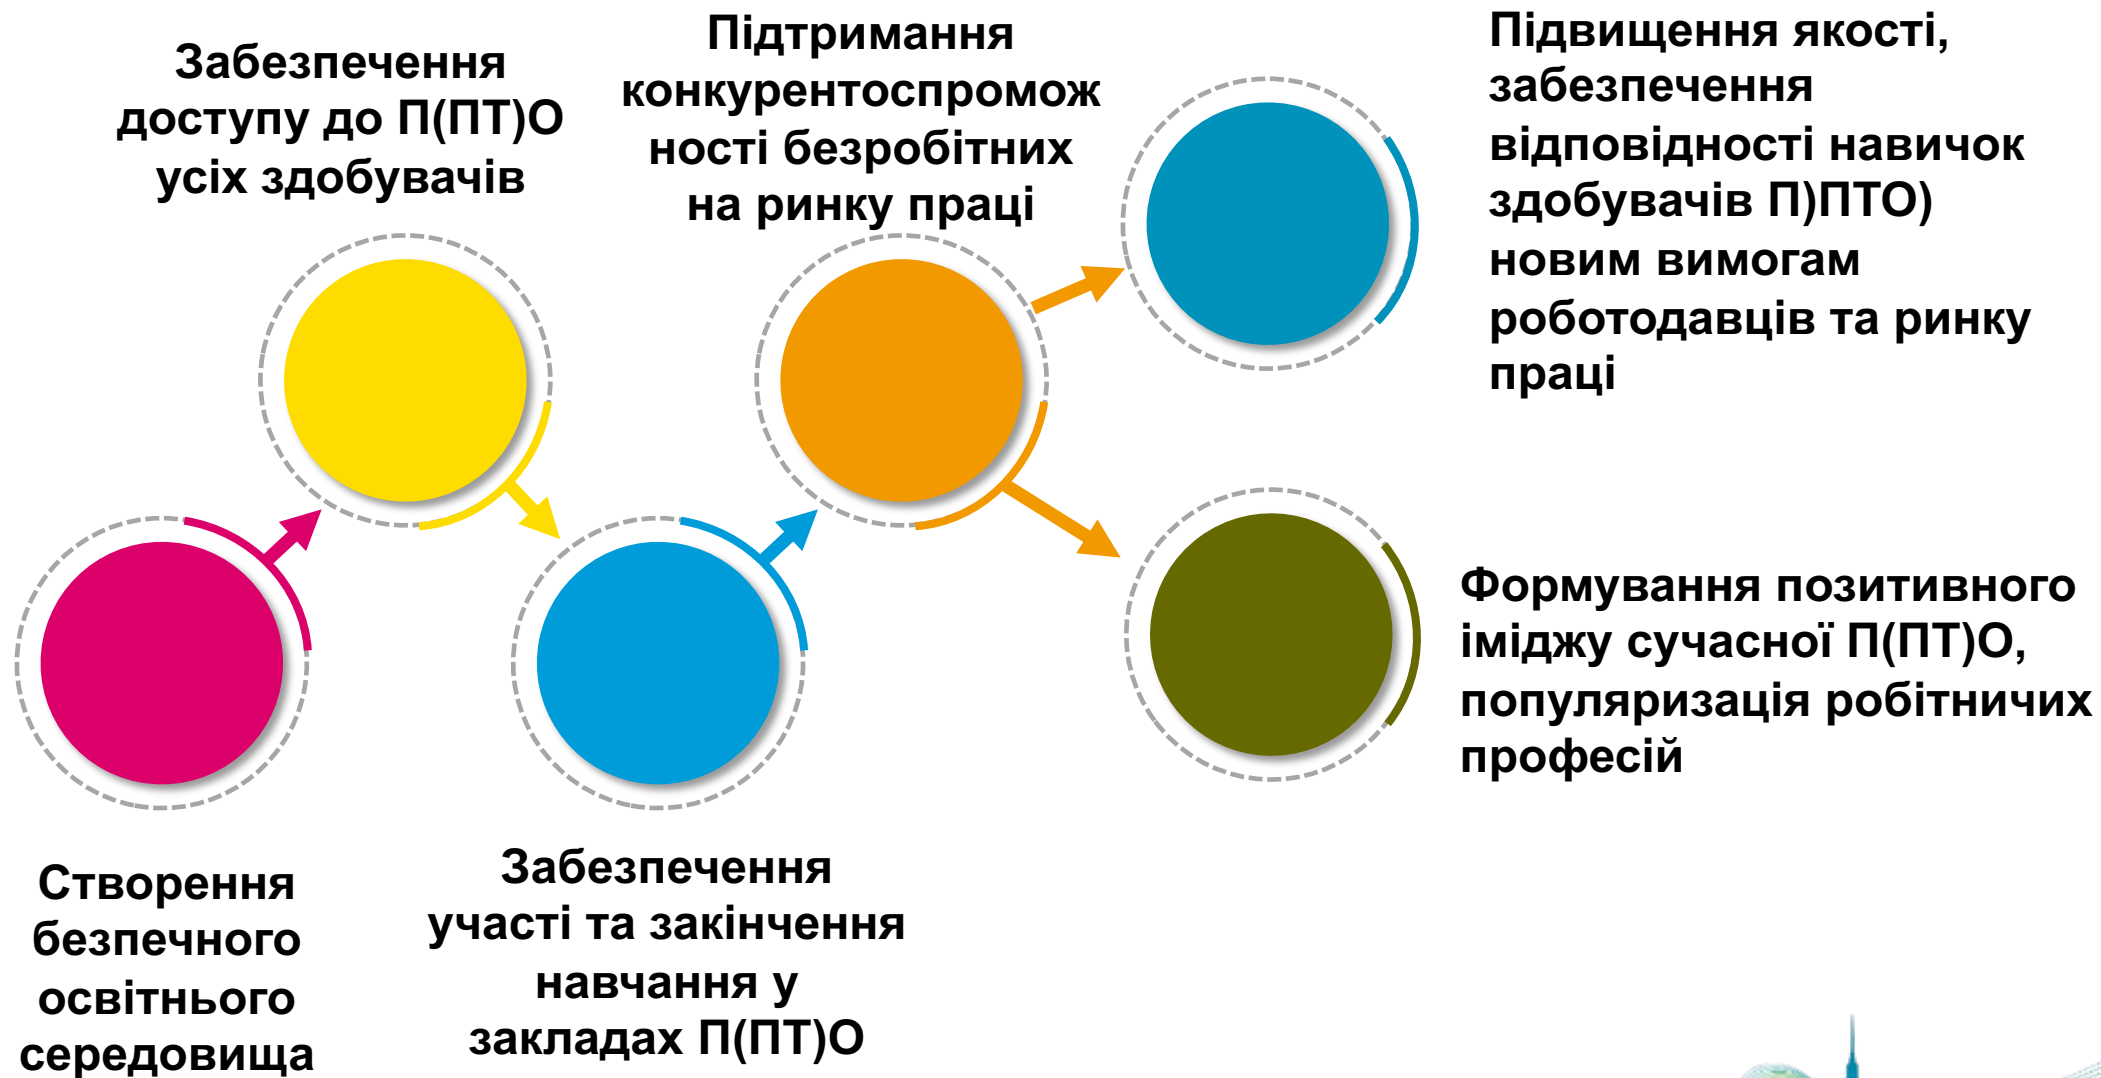 Забезпечення
доступу до П(ПТ)О
усіх здобувачів
Підтримання
конкурентоспромож
ності безробітних
на ринку праці
Підвищення якості,
забезпечення
відповідності навичок
здобувачів П)ПТО)
новим вимогам
роботодавців та ринку
праці
Формування позитивного
іміджу сучасної П(ПТ)О,
популяризація робітничих
професій
Створення
безпечного
освітнього
середовища
Забезпечення
участі та закінчення
навчання у
закладах П(ПТ)О